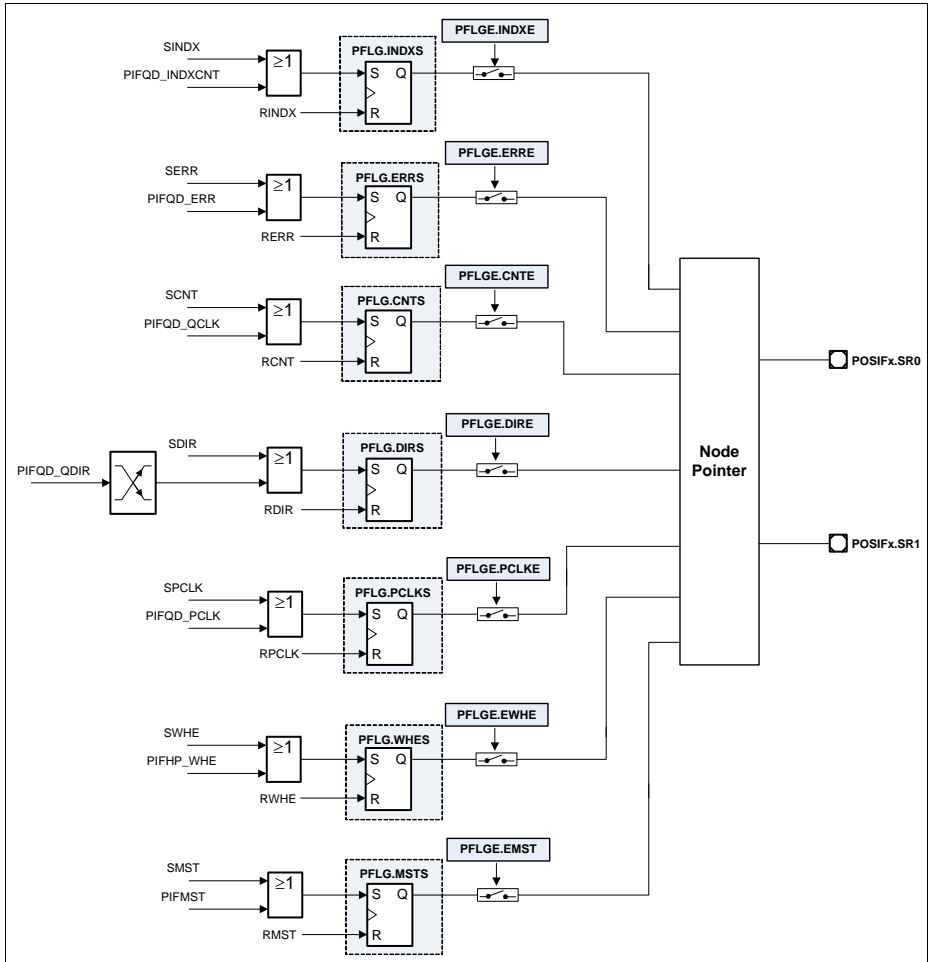 PFLGE.INDXE
SINDX
PIFQD_INDXCNT
≥1
PFLG.INDXS
S Q
R
RINDX
PFLGE.ERRE
SERR
PIFQD_ERR
≥1
PFLG.ERRS
S Q
R
RERR
PFLGE.CNTE
SCNT
PIFQD_QCLK
≥1
PFLG.CNTS
S Q
R
RCNT
PFLGE.DIRE
SDIR
PIFQD_QDIR
≥1
PFLG.DIRS
S Q
R
RDIR
PFLGE.PCLKE
SPCLK
PIFQD_PCLK
≥1
PFLG.PCLKS
S Q
R
RPCLK
PFLGE.EWHE
SWHE
PIFHP_WHE
≥1
PFLG.WHES
S Q
R
RWHE
PFLGE.EMST
SMST
PIFMST
≥1
PFLG.MSTS
S Q
R
RMST
Node
Pointer
POSIFx.SR0
POSIFx.SR1